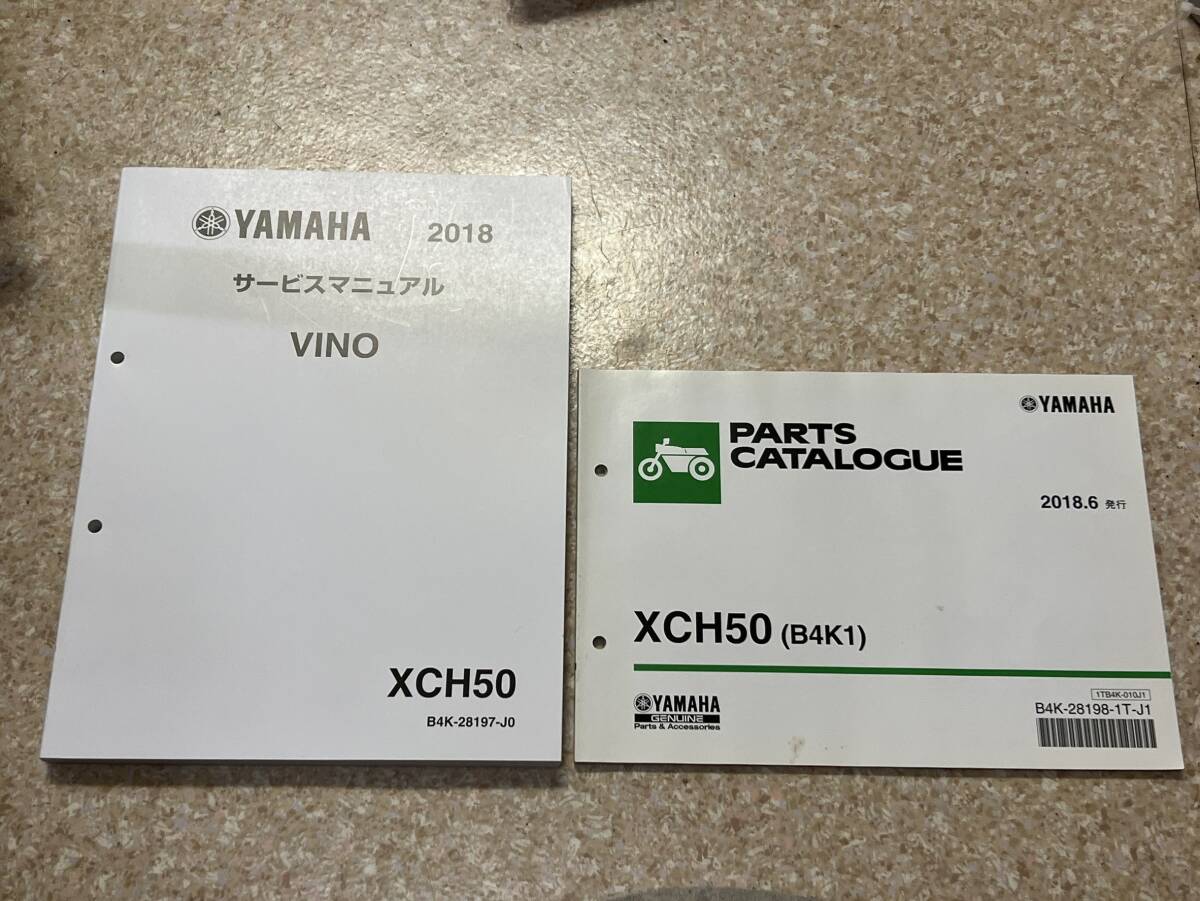 YAMAHA 2018
サービスマニュアル
VINO
XCH50
B4K-28197-J0
YAMAHA
PARTS
CATALOGUE
2018.6 発行
XCH50 (B4K1)
YAMAHA
GENUINE
Parts & Accessories
1TB4K-010J1
B4K-28198-1T-J1